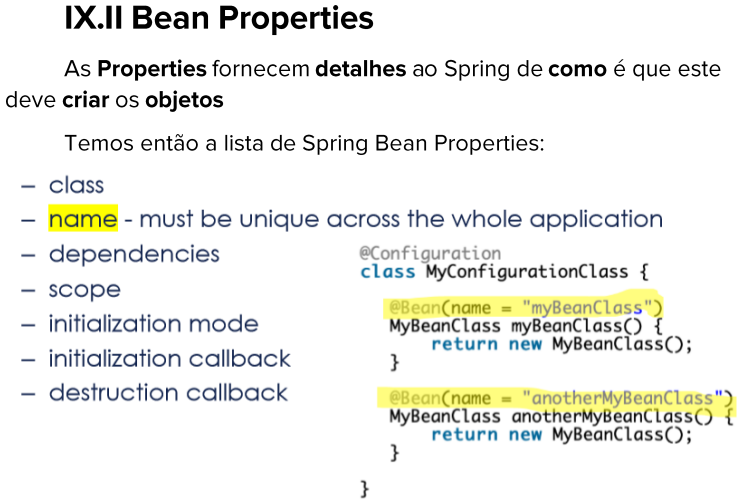 IX.II Bean Properties
As Properties fornecem detalhes ao Spring de como é que este
deve criar os objetos
Temos então a lista de Spring Bean Properties:
– class
– name - must be unique across the whole application
– dependencies
– scope
– initialization mode
– initialization callback
– destruction callback
@Configuration
class MyConfigurationClass {
@Bean(name = "myBeanClass")
MyBeanClass myBeanClass() {
return new MyBeanClass();
}
@Bean(name = "anotherMyBeanClass")
MyBeanClass anotherMyBeanClass() {
return new MyBeanClass();
}
}